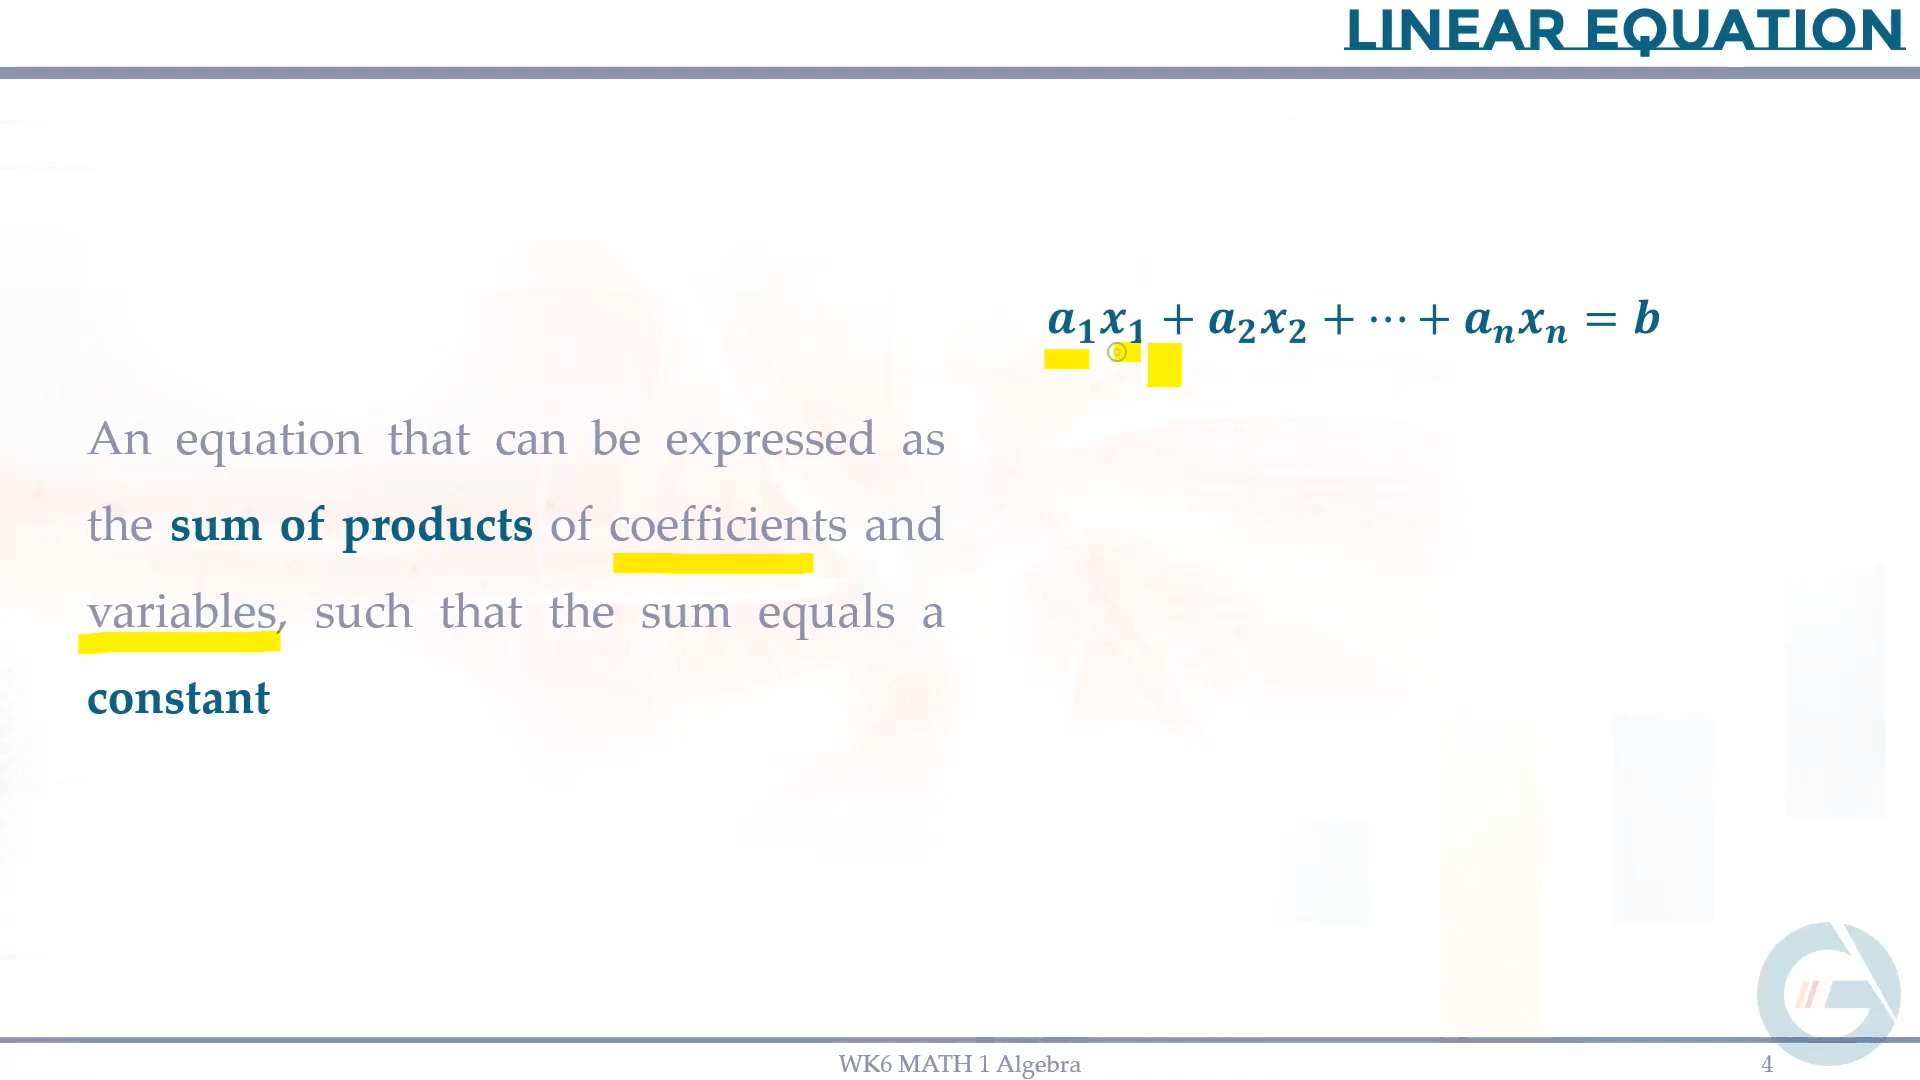 LINEAR EQUATION
a₁x₁ + a₂x₂ + ⋯ + aₙxₙ = b
An equation that can be expressed as
the sum of products of coefficients and
variables, such that the sum equals a
constant
WK6 MATH 1 Algebra
4